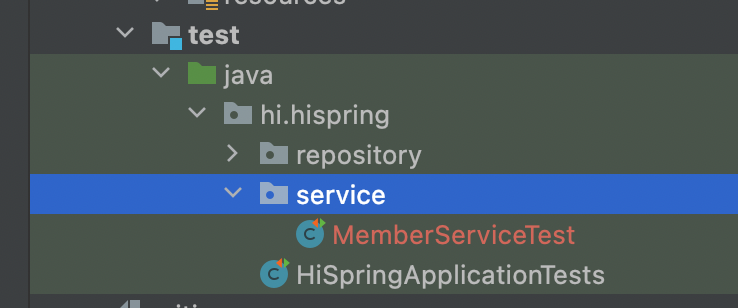 resources
test
java
hi.hispring
repository
service
MemberServiceTest
HiSpringApplicationTests